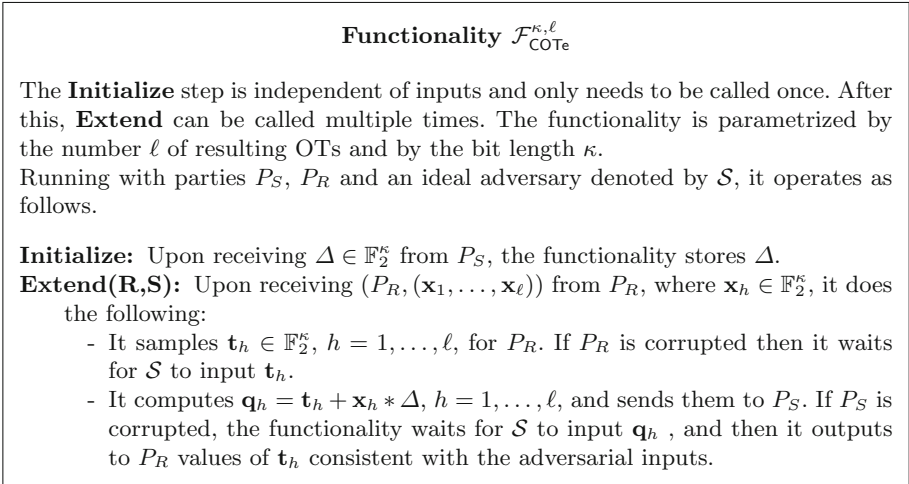 Functionality $\mathcal{F}_{\mathsf{COTe}}^{\kappa,\ell}$
The Initialize step is independent of inputs and only needs to be called once. After
this, Extend can be called multiple times. The functionality is parametrized by
the number ℓ of resulting OTs and by the bit length κ.
Running with parties $P_S$, $P_R$ and an ideal adversary denoted by $\mathcal{S}$, it operates as
follows.
Initialize: Upon receiving $\Delta \in \mathbb{F}_2^\kappa$ from $P_S$, the functionality stores $\Delta$.
Extend(R,S): Upon receiving $(P_R, (\mathbf{x}_1, \ldots, \mathbf{x}_\ell))$ from $P_R$, where $\mathbf{x}_h \in \mathbb{F}_2^\kappa$, it does
the following:
- It samples $\mathbf{t}_h \in \mathbb{F}_2^\kappa$, $h = 1, \ldots, \ell$, for $P_R$. If $P_R$ is corrupted then it waits
for $\mathcal{S}$ to input $\mathbf{t}_h$.
- It computes $\mathbf{q}_h = \mathbf{t}_h + \mathbf{x}_h * \Delta$, $h = 1, \ldots, \ell$, and sends them to $P_S$. If $P_S$ is
corrupted, the functionality waits for $\mathcal{S}$ to input $\mathbf{q}_h$ , and then it outputs
to $P_R$ values of $\mathbf{t}_h$ consistent with the adversarial inputs.